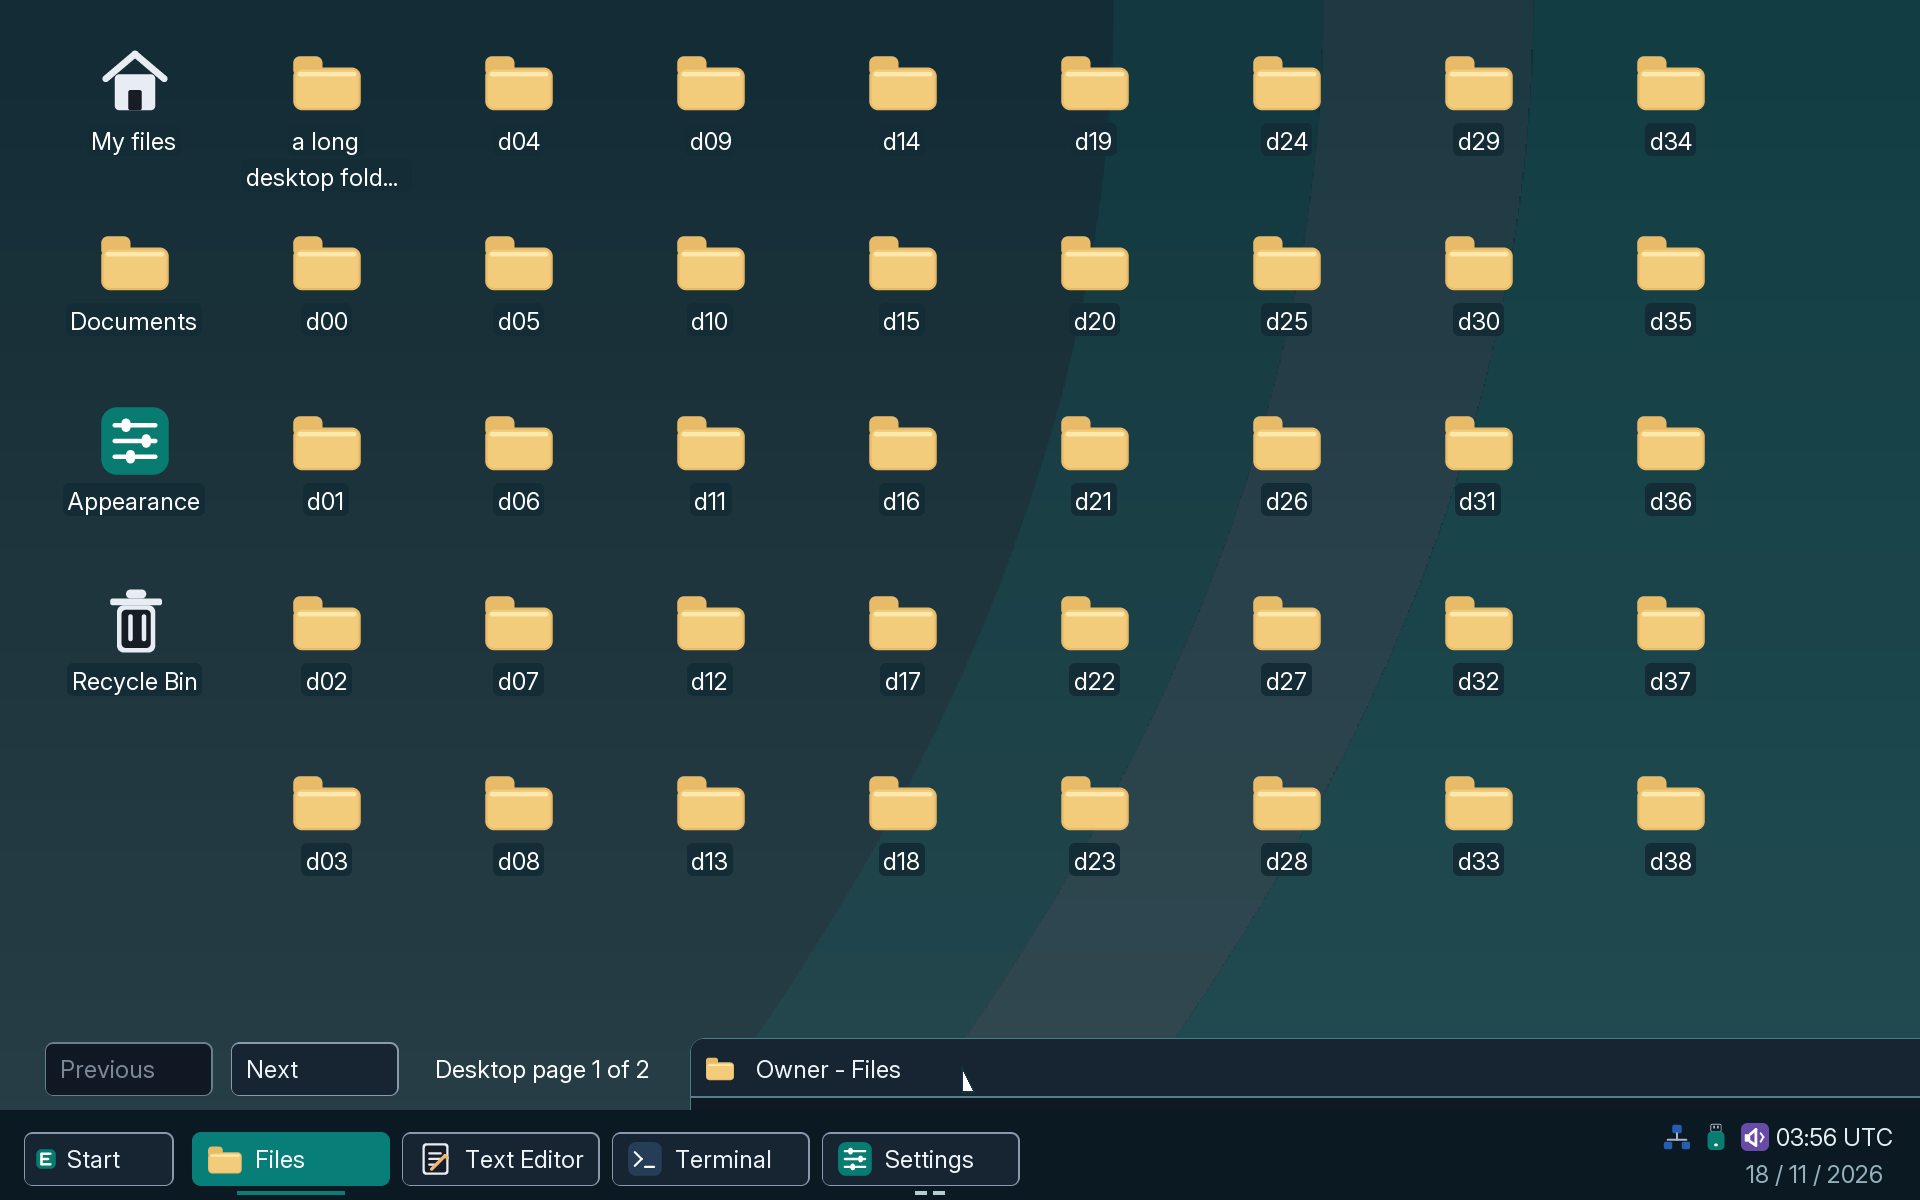 My files
a long
desktop fold...
d04
d09
d14
d19
d24
d29
d34
Documents
d00
d05
d10
d15
d20
d25
d30
d35
Appearance
d01
d06
d11
d16
d21
d26
d31
d36
Recycle Bin
d02
d07
d12
d17
d22
d27
d32
d37
d03
d08
d13
d18
d23
d28
d33
d38
Previous
Next
Desktop page 1 of 2
Owner - Files
E Start
Files
Text Editor
Terminal
Settings
03:56 UTC
18 / 11 / 2026